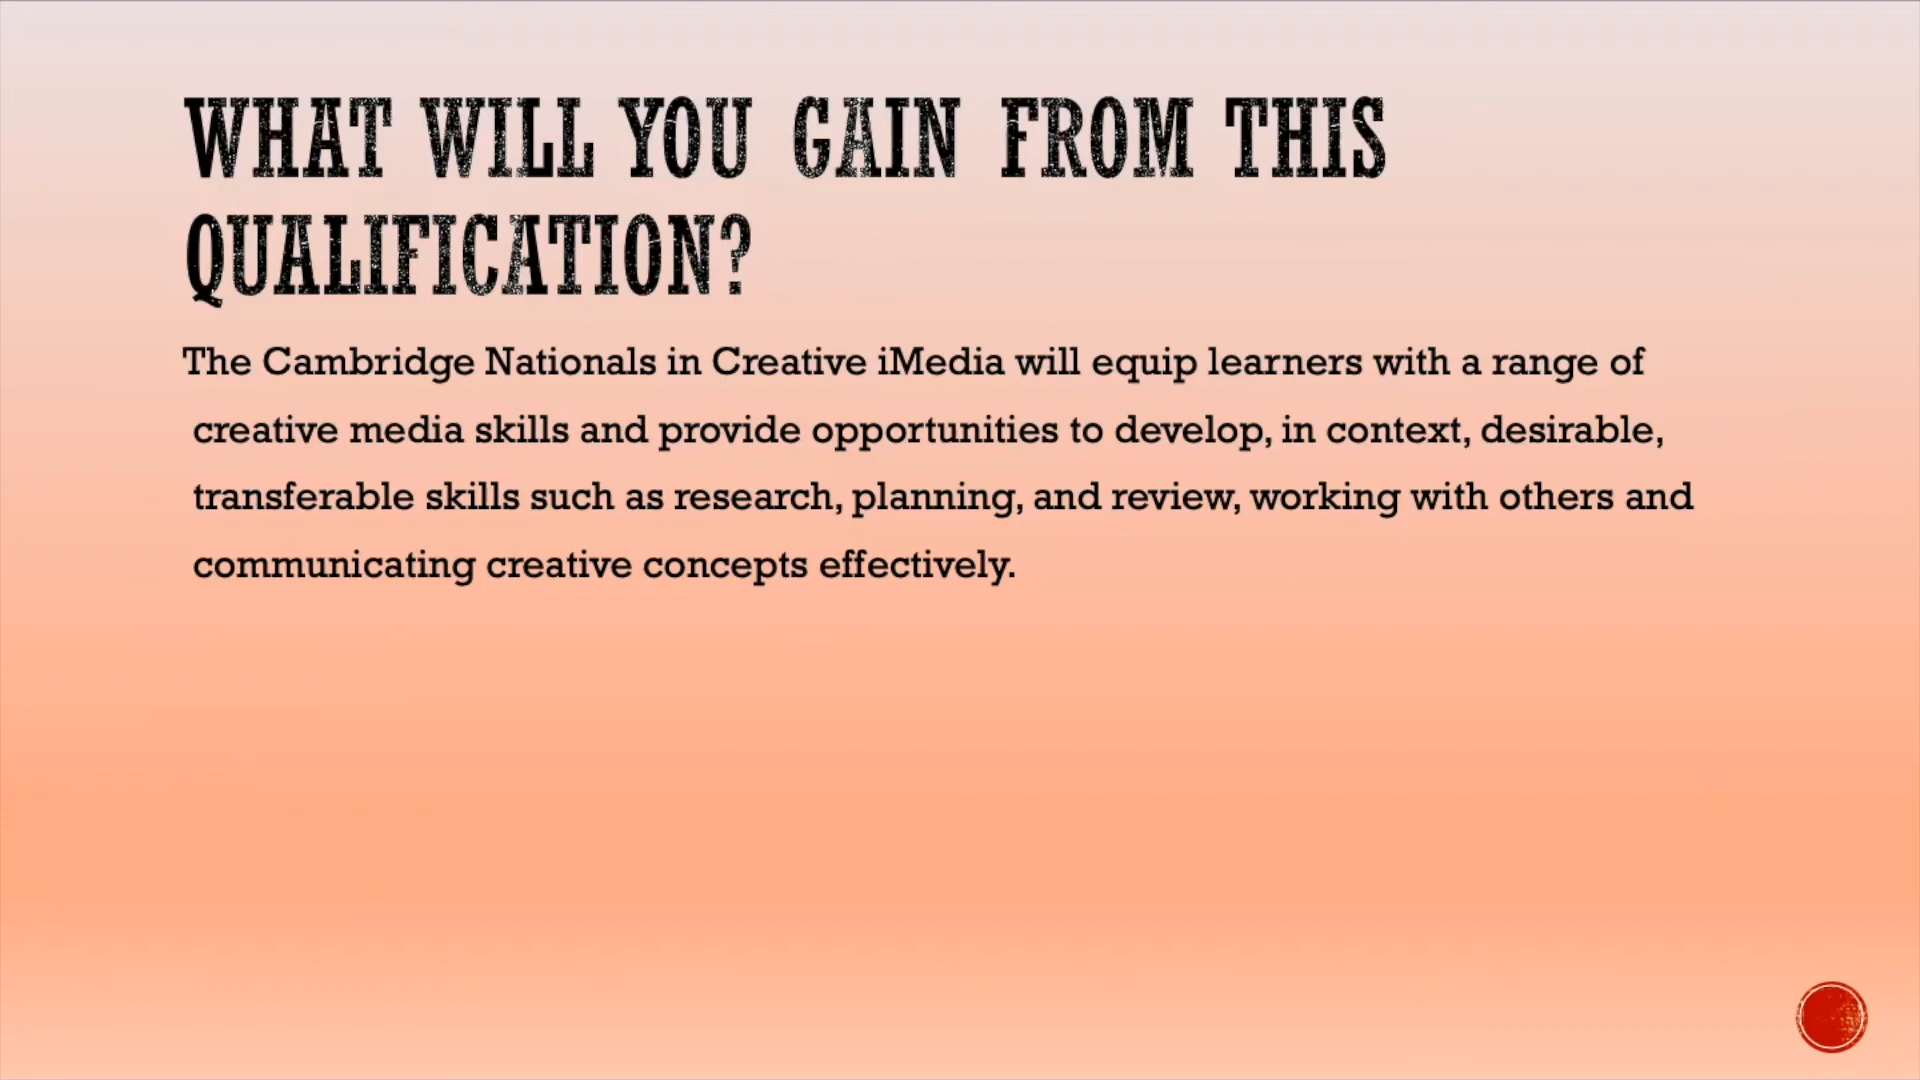 WHAT WILL YOU GAIN FROM THIS
QUALIFICATION?
The Cambridge Nationals in Creative iMedia will equip learners with a range of
creative media skills and provide opportunities to develop, in context, desirable,
transferable skills such as research, planning, and review, working with others and
communicating creative concepts effectively.